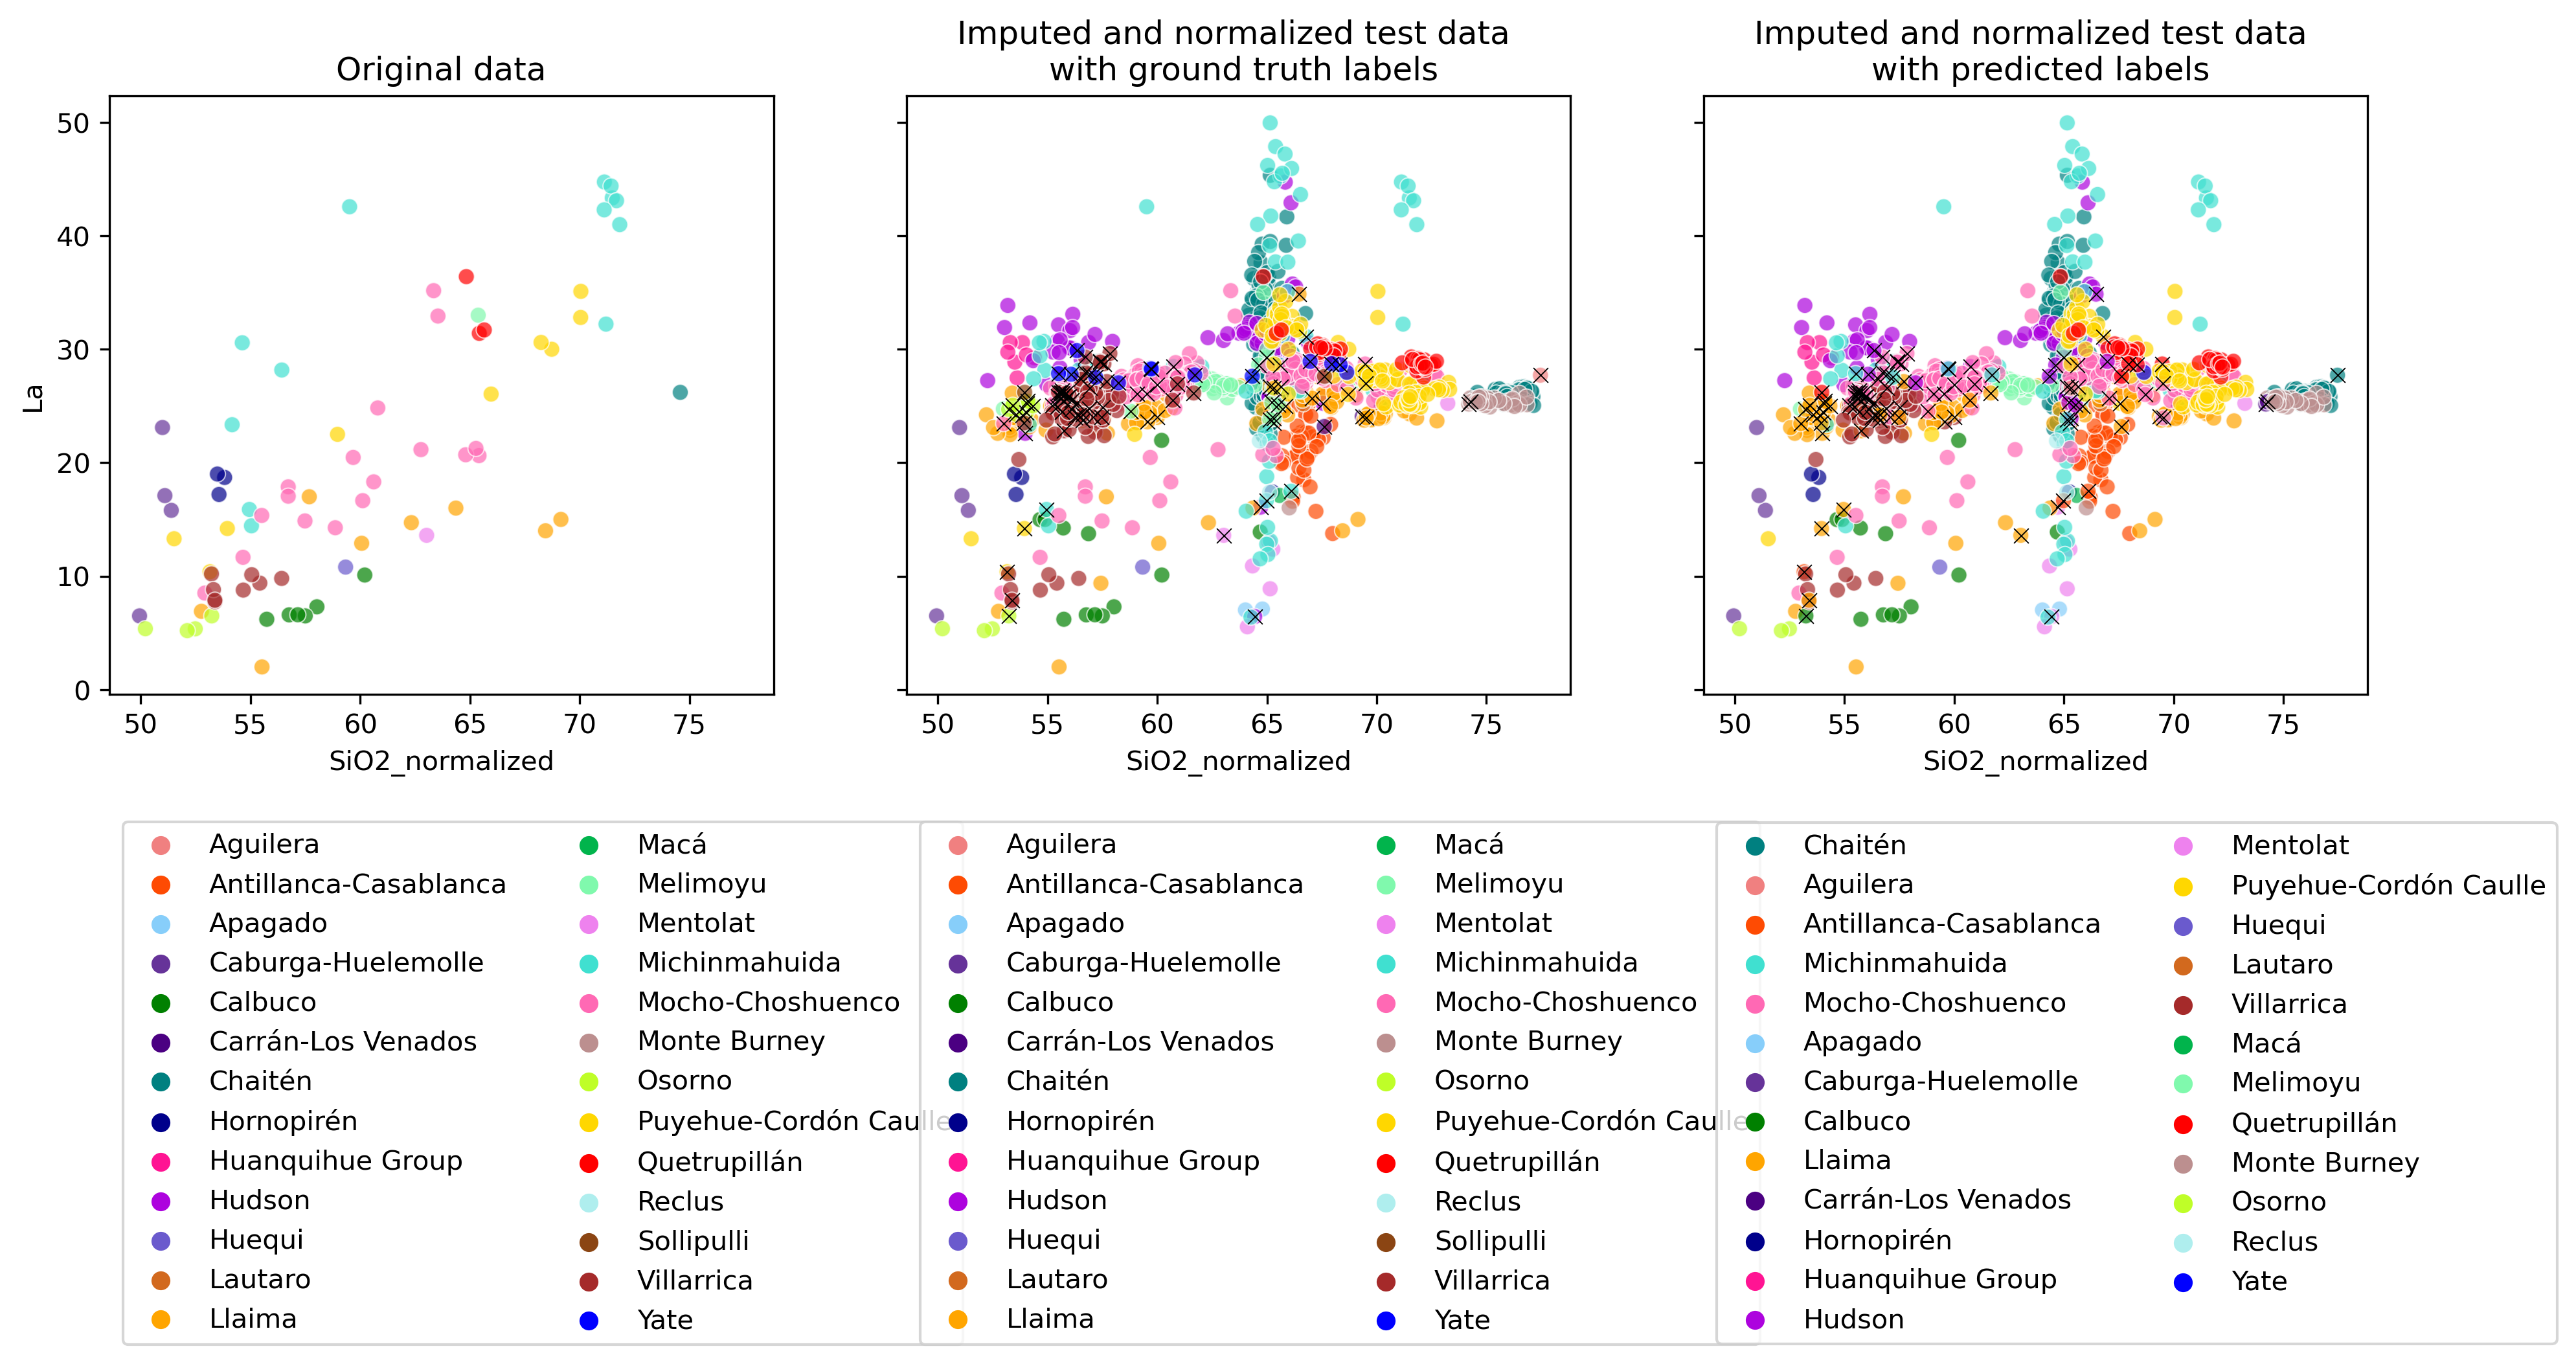 Original data
Imputed and normalized test data
with ground truth labels
Imputed and normalized test data
with predicted labels
La
50
40
30
20
10
0
50 55 60 65 70 75
SiO2_normalized
50 55 60 65 70 75
SiO2_normalized
50 55 60 65 70 75
SiO2_normalized
Aguilera
Antillanca-Casablanca
Apagado
Caburga-Huelemolle
Calbuco
Carrán-Los Venados
Chaitén
Hornopirén
Huanquihue Group
Hudson
Huequi
Lautaro
Llaima
Macá
Melimoyu
Mentolat
Michinmahuida
Mocho-Choshuenco
Monte Burney
Osorno
Puyehue-Cordón Caulle
Quetrupillán
Reclus
Sollipulli
Villarrica
Yate
Aguilera
Antillanca-Casablanca
Apagado
Caburga-Huelemolle
Calbuco
Carrán-Los Venados
Chaitén
Hornopirén
Huanquihue Group
Hudson
Huequi
Lautaro
Llaima
Macá
Melimoyu
Mentolat
Michinmahuida
Mocho-Choshuenco
Monte Burney
Osorno
Puyehue-Cordón Caulle
Quetrupillán
Reclus
Sollipulli
Villarrica
Yate
Chaitén
Aguilera
Antillanca-Casablanca
Michinmahuida
Mocho-Choshuenco
Apagado
Caburga-Huelemolle
Calbuco
Llaima
Carrán-Los Venados
Hornopirén
Huanquihue Group
Hudson
Mentolat
Puyehue-Cordón Caulle
Huequi
Lautaro
Villarrica
Macá
Melimoyu
Quetrupillán
Monte Burney
Osorno
Reclus
Yate